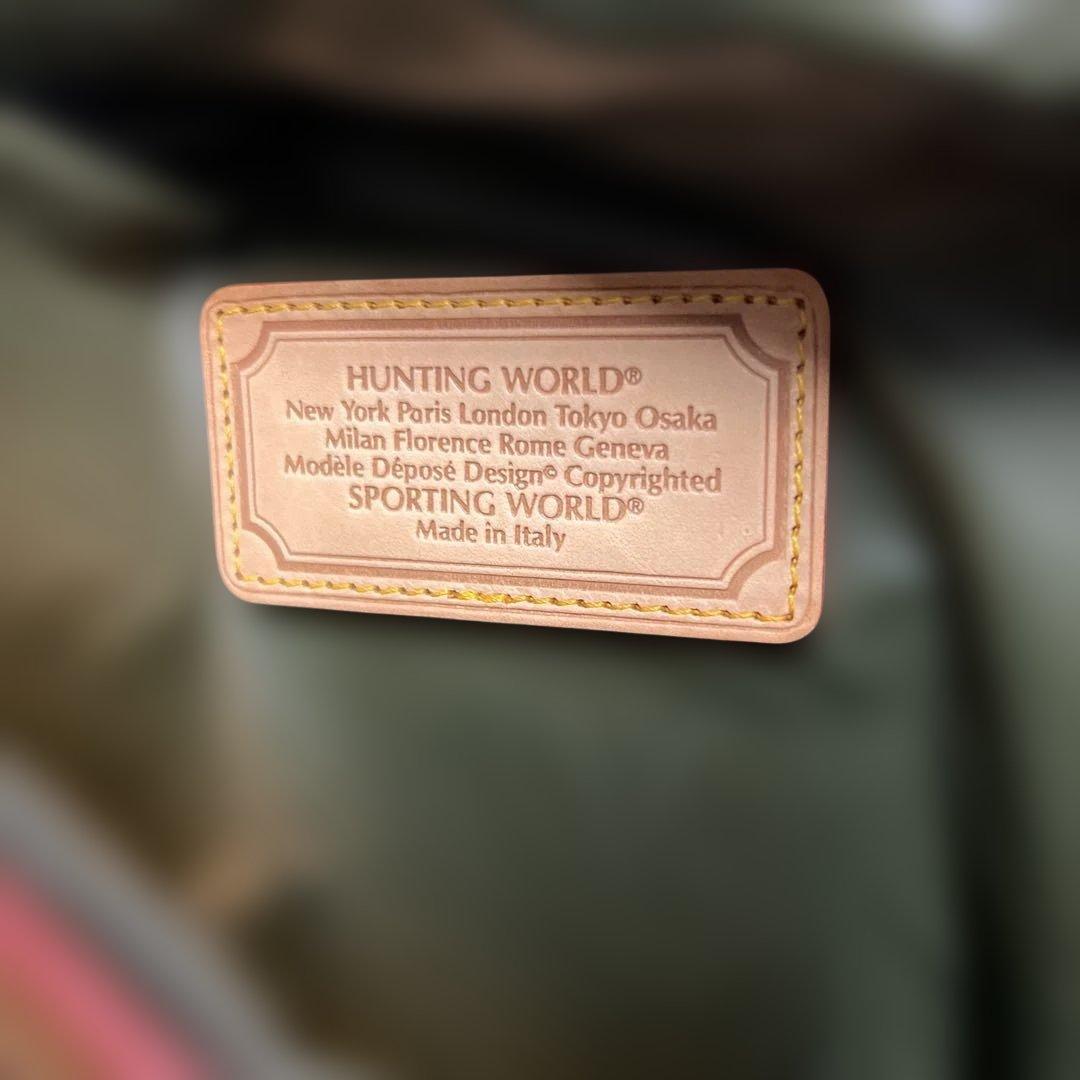 HUNTING WORLD®
New York Paris London Tokyo Osaka
Milan Florence Rome Geneva
Modèle Déposé Design© Copyrighted
SPORTING WORLD®
Made in Italy